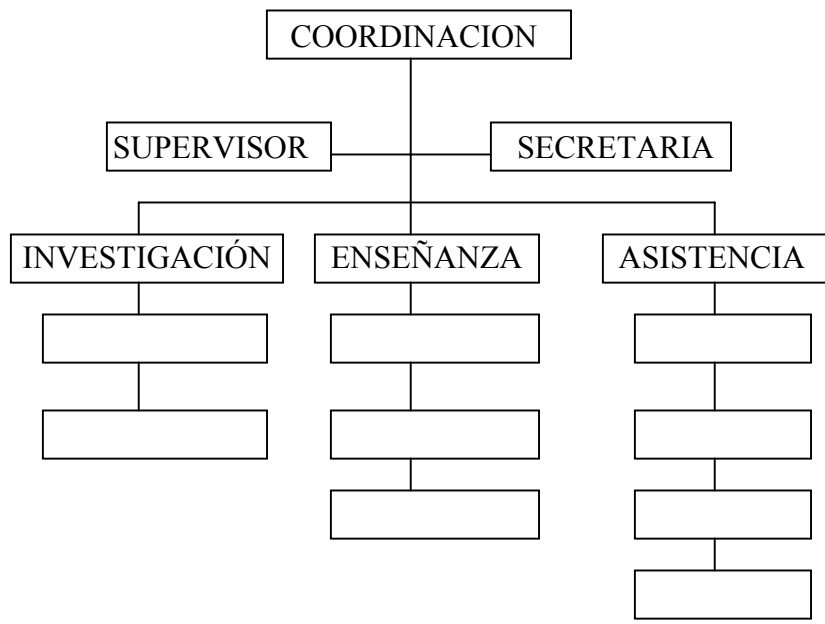 COORDINACION
SUPERVISOR
SECRETARIA
INVESTIGACIÓN
ENSEÑANZA
ASISTENCIA